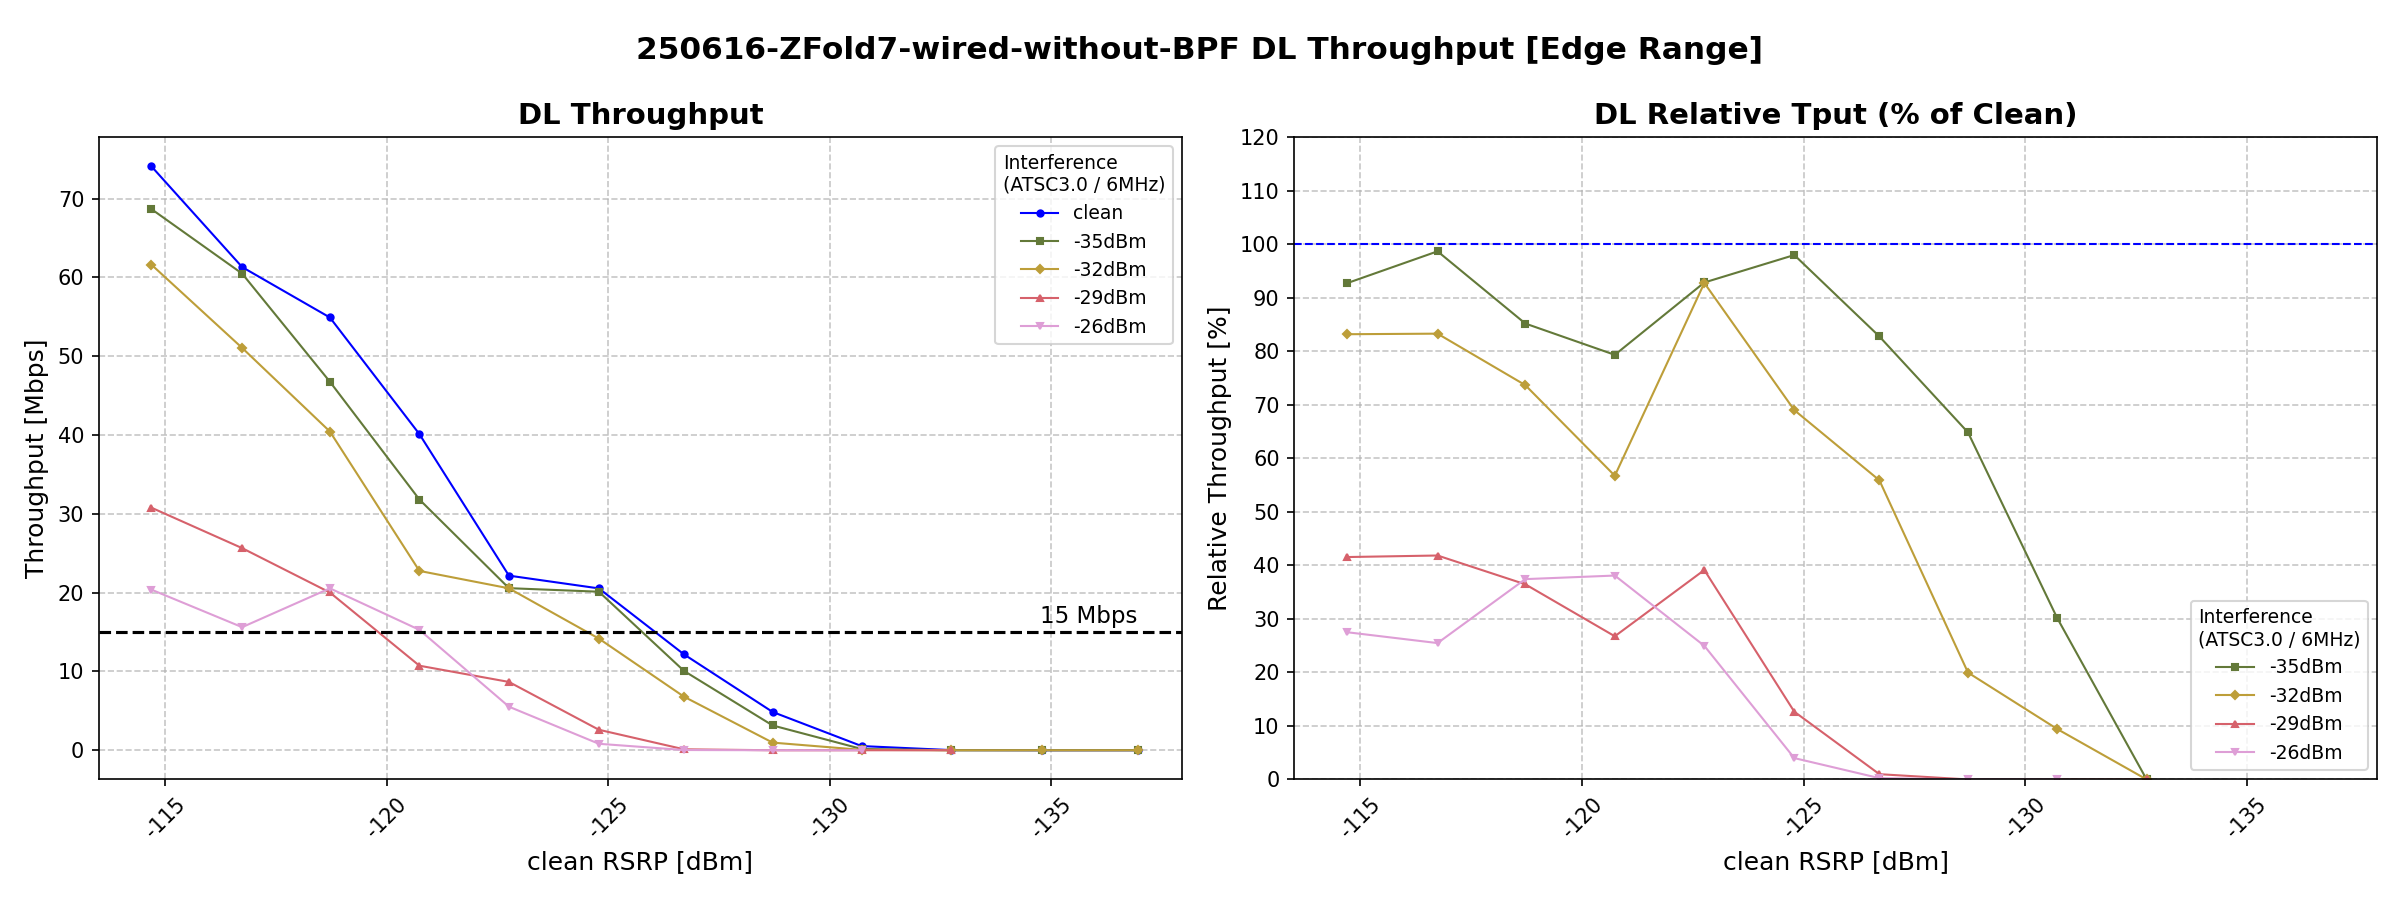 250616-ZFold7-wired-without-BPF DL Throughput [Edge Range]
DL Throughput
Throughput [Mbps]
70
60
50
40
30
20
10
0
Interference
(ATSC3.0 / 6MHz)
clean
-35dBm
-32dBm
-29dBm
-26dBm
15 Mbps
-115
-120
-125
-130
-135
clean RSRP [dBm]
DL Relative Tput (% of Clean)
Relative Throughput [%]
120
110
100
90
80
70
60
50
40
30
20
10
0
Interference
(ATSC3.0 / 6MHz)
-35dBm
-32dBm
-29dBm
-26dBm
-115
-120
-125
-130
-135
clean RSRP [dBm]